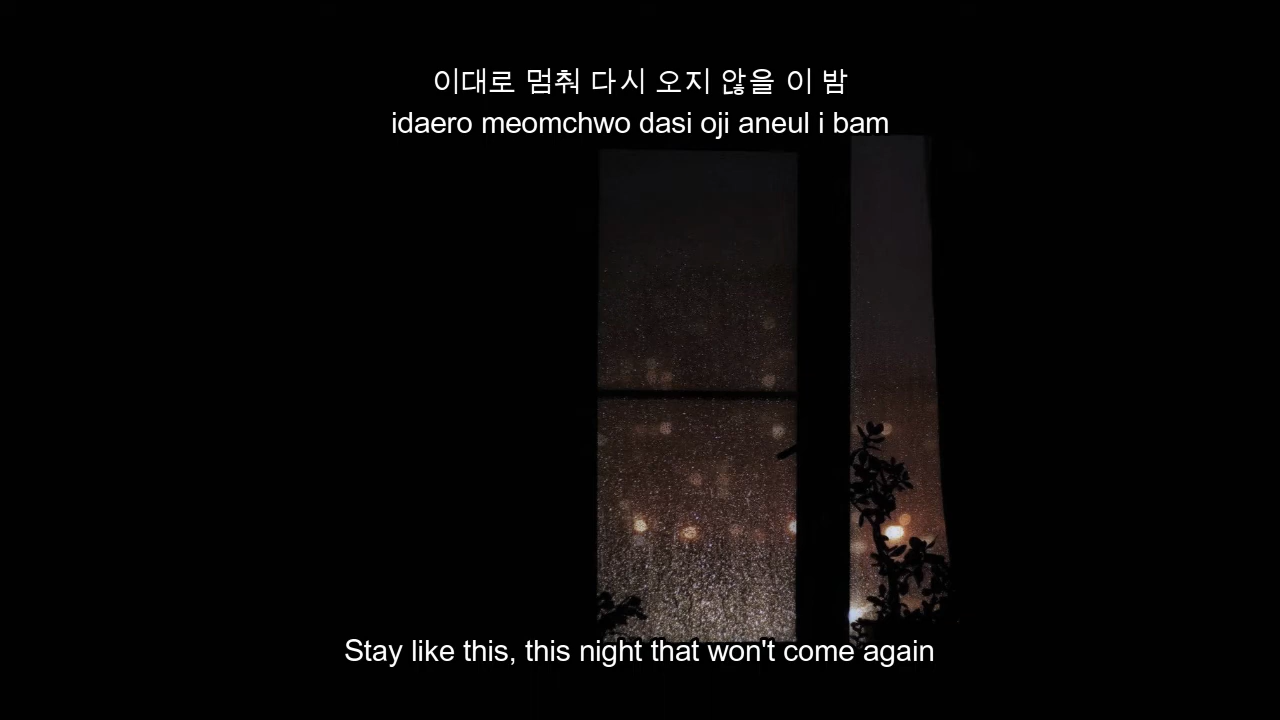 이대로 멈춰 다시 오지 않을 이 밤
idaero meomchwo dasi oji aneul i bam
Stay like this, this night that won't come again